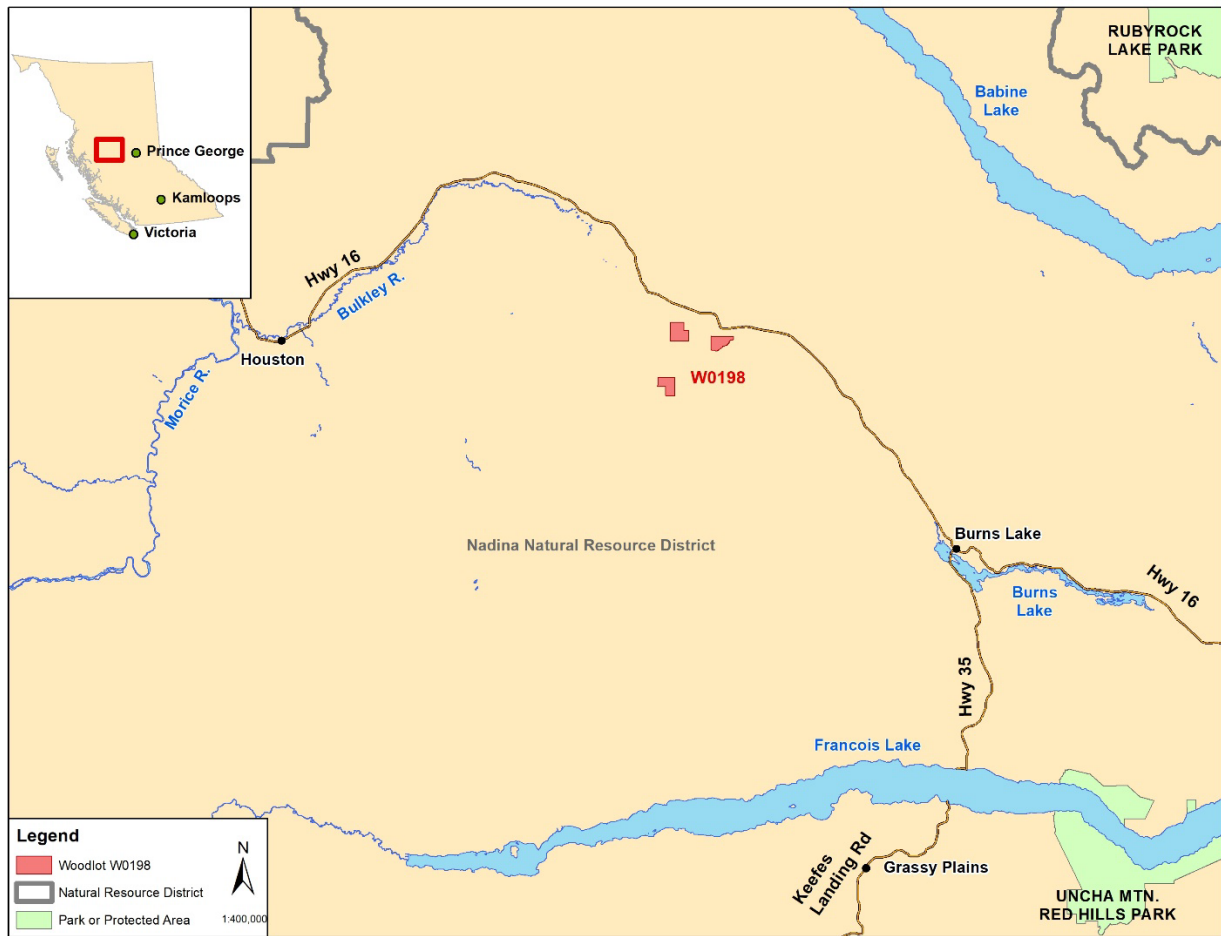 RUBYROCK
LAKE PARK
Babine
Lake
Prince George
Kamloops
Victoria
Hwy 16
Bulkley R.
Houston
Morice R.
W0198
Nadina Natural Resource District
Burns Lake
Burns
Lake
Hwy 16
Hwy 35
Francois Lake
Keefes
Landing Rd
Grassy Plains
UNCHA MTN.
RED HILLS PARK
Legend
Woodlot W0198
Natural Resource District
Park or Protected Area
N
1:400,000